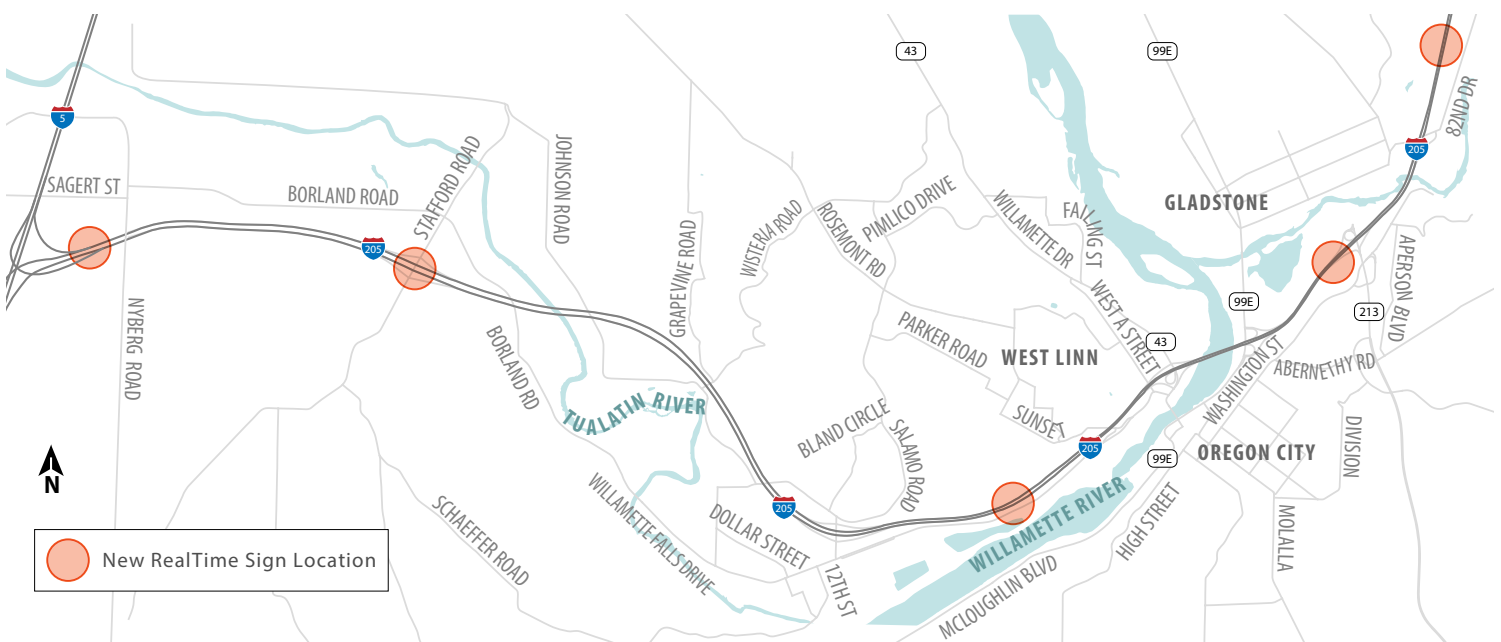 43
99E
5
82ND DR
205
JOHNSON ROAD
STAFFORD ROAD
SAGERT ST
BORLAND ROAD
WISTERIA ROAD
ROSEMONT RD
PIMLICO DRIVE
WILLAMETTE DR
FALLING ST
GLADSTONE
205
GRAPEVINE ROAD
APERSON BLVD
NYBERG ROAD
BORLAND RD
PARKER ROAD
WEST LINN
WEST A STREET
43
99E
213
WASHINGTON ST
ABERNETHY RD
TUALATIN RIVER
BLAND CIRCLE
SALAMO ROAD
SUNSET
205
99E
OREGON CITY
DIVISION
N
SCHAEFFER ROAD
WILLAMETTE FALLS DRIVE
205
DOLLAR STREET
12TH ST
WILLAMETTE RIVER
MCLOUGHLIN BLVD
HIGH STREET
MOLALLA
New RealTime Sign Location